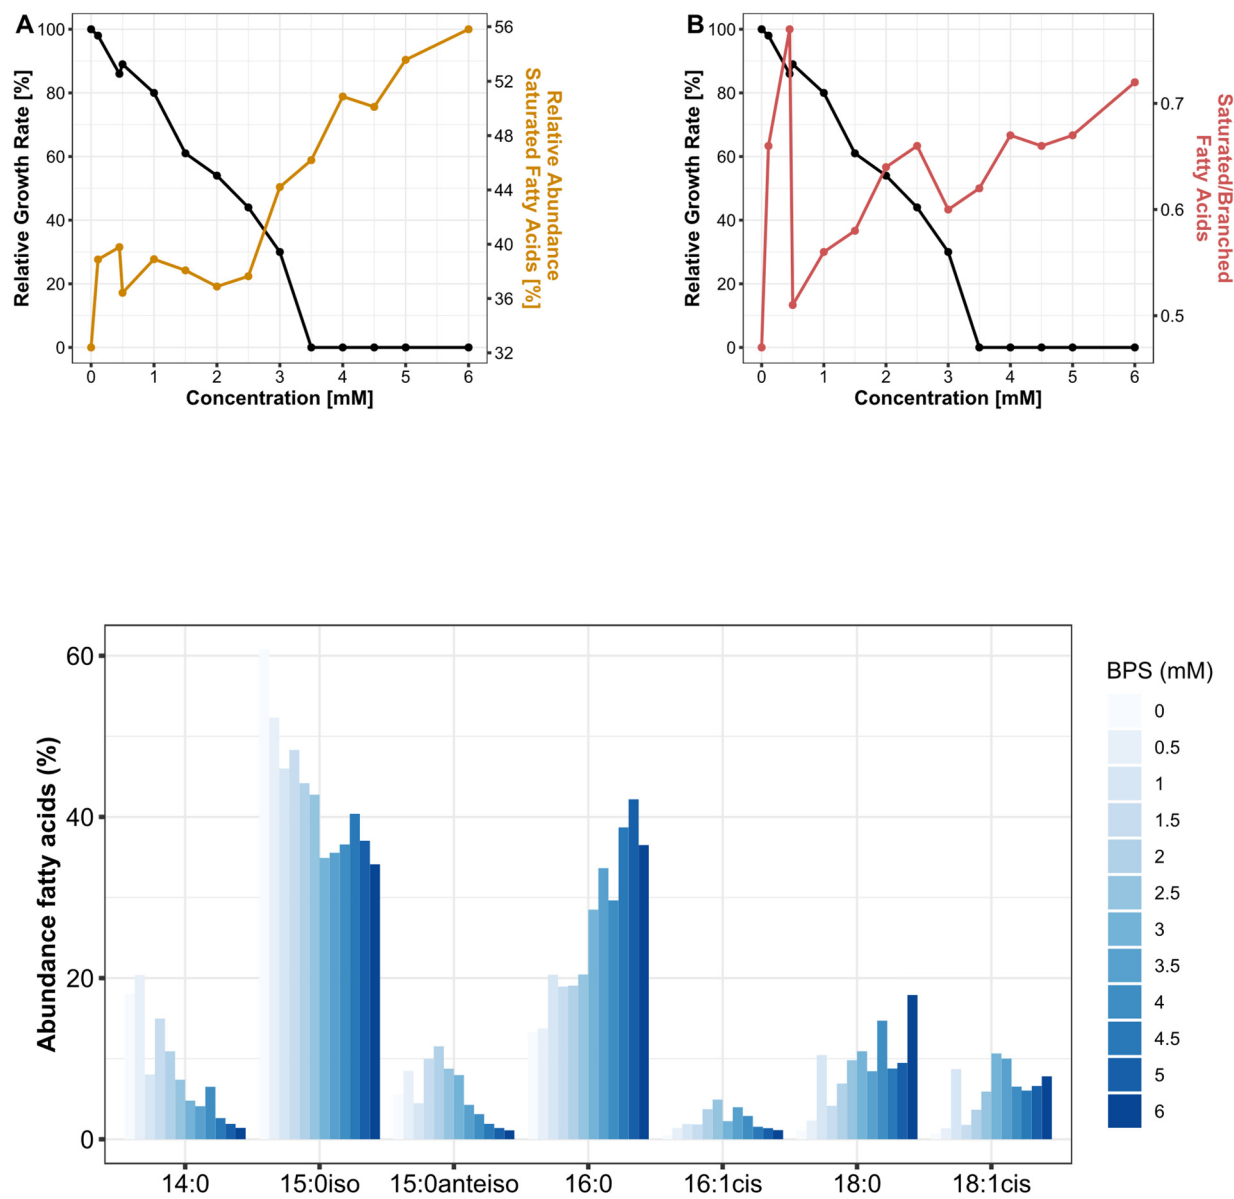 A
100
80
60
40
20
0
Relative Growth Rate [%]
56
52
48
44
40
36
32
Relative Abundance
Saturated Fatty Acids [%]
0 1 2 3 4 5 6
Concentration [mM]
B
100
80
60
40
20
0
Relative Growth Rate [%]
0.7
0.6
0.5
Saturated/Branched
Fatty Acids
0 1 2 3 4 5 6
Concentration [mM]
Abundance fatty acids (%)
60
40
20
0
14:0 15:0iso 15:0anteiso 16:0 16:1cis 18:0 18:1cis
BPS (mM)
0
0.5
1
1.5
2
2.5
3
3.5
4
4.5
5
6